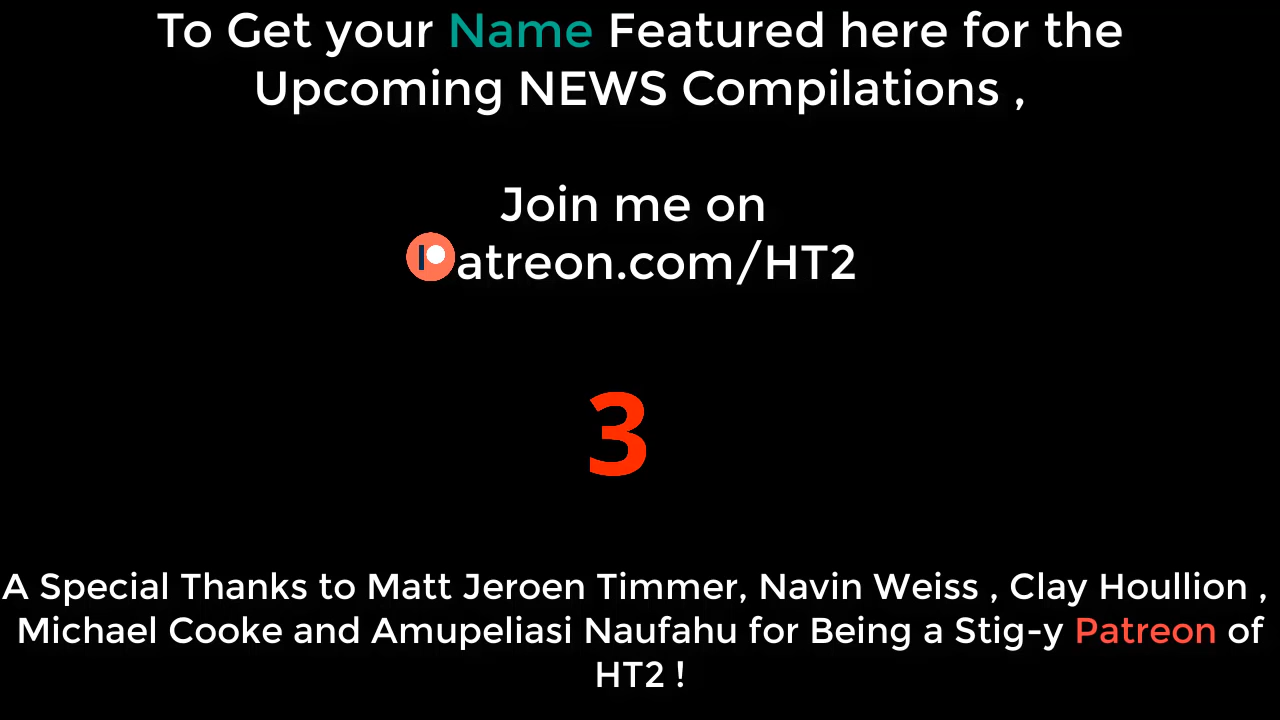 To Get your Name Featured here for the
Upcoming NEWS Compilations ,
Join me on
Patreon.com/HT2
3
A Special Thanks to Matt Jeroen Timmer, Navin Weiss , Clay Houllion ,
Michael Cooke and Amupeliasi Naufahu for Being a Stig-y Patreon of
HT2 !